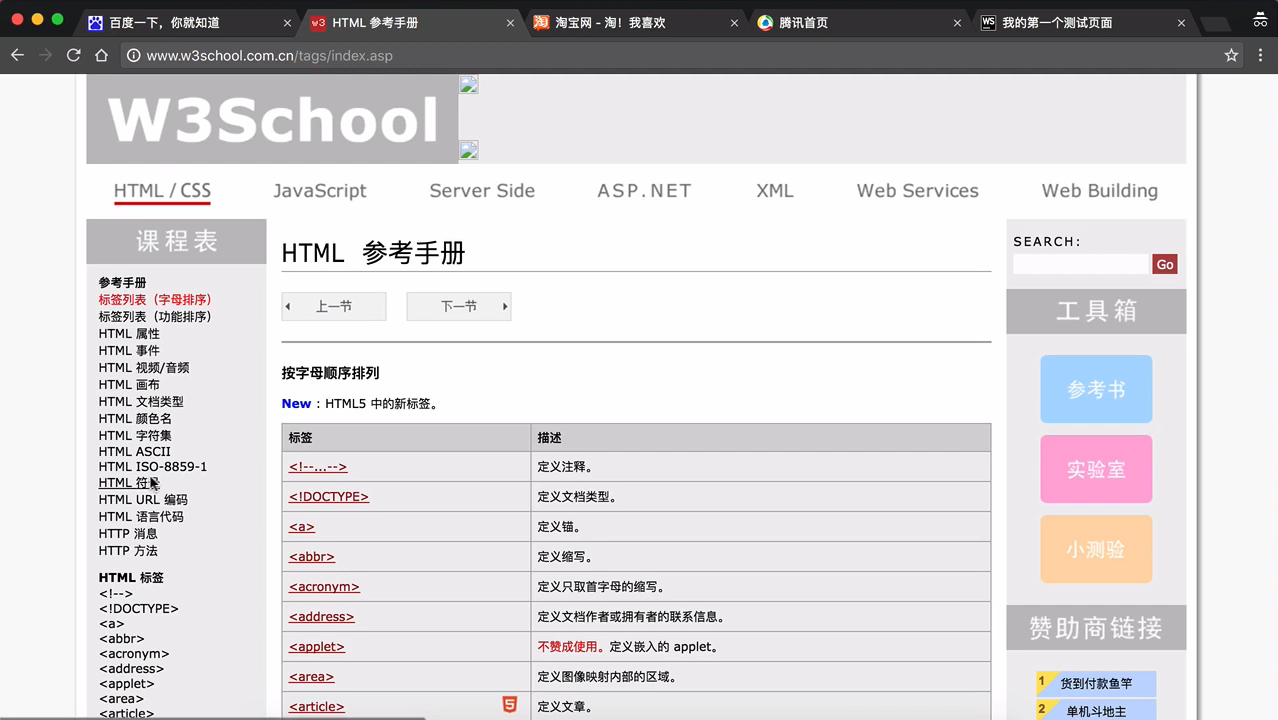 百度一下，你就知道
HTML 参考手册
淘宝网 - 淘！我喜欢
腾讯首页
我的第一个测试页面
www.w3school.com.cn/tags/index.asp
W3School
HTML / CSS
JavaScript
Server Side
ASP.NET
XML
Web Services
Web Building
课程表
参考手册
标签列表（字母排序）
标签列表（功能排序）
HTML 属性
HTML 事件
HTML 视频/音频
HTML 画布
HTML 文档类型
HTML 颜色名
HTML 字符集
HTML ASCII
HTML ISO-8859-1
HTML 符号
HTML URL 编码
HTML 语言代码
HTTP 消息
HTTP 方法
HTML 标签
<!-->
<!DOCTYPE>
<a>
<abbr>
<acronym>
<address>
<applet>
<area>
<article>
HTML 参考手册
上一节
下一节
按字母顺序排列
New : HTML5 中的新标签。
标签 描述
<!--...--> 定义注释。
<!DOCTYPE> 定义文档类型。
<a> 定义锚。
<abbr> 定义缩写。
<acronym> 定义只取首字母的缩写。
<address> 定义文档作者或拥有者的联系信息。
<applet> 不赞成使用。定义嵌入的 applet。
<area> 定义图像映射内部的区域。
<article> 5 定义文章。
SEARCH:
Go
工具箱
参考书
实验室
小测验
赞助商链接
1 货到付款鱼竿
2 单机斗地主